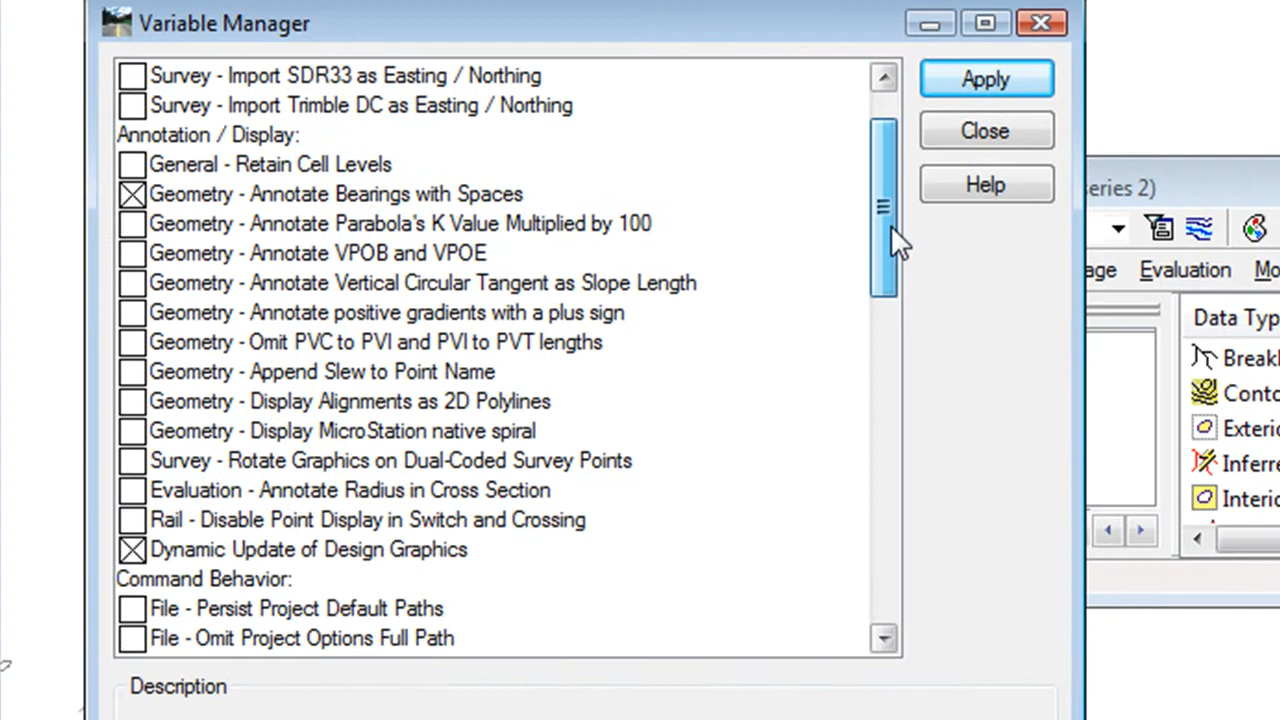 Variable Manager
Survey - Import SDR33 as Easting / Northing
Survey - Import Trimble DC as Easting / Northing
Annotation / Display:
General - Retain Cell Levels
Geometry - Annotate Bearings with Spaces
Geometry - Annotate Parabola's K Value Multiplied by 100
Geometry - Annotate VPOB and VPOE
Geometry - Annotate Vertical Circular Tangent as Slope Length
Geometry - Annotate positive gradients with a plus sign
Geometry - Omit PVC to PVI and PVI to PVT lengths
Geometry - Append Slew to Point Name
Geometry - Display Alignments as 2D Polylines
Geometry - Display MicroStation native spiral
Survey - Rotate Graphics on Dual-Coded Survey Points
Evaluation - Annotate Radius in Cross Section
Rail - Disable Point Display in Switch and Crossing
Dynamic Update of Design Graphics
Command Behavior:
File - Persist Project Default Paths
File - Omit Project Options Full Path
Description
Apply
Close
Help
eries 2)
age Evaluation Mo
Data Typ
Breakl
Conto
Exterio
Inferre
Interio